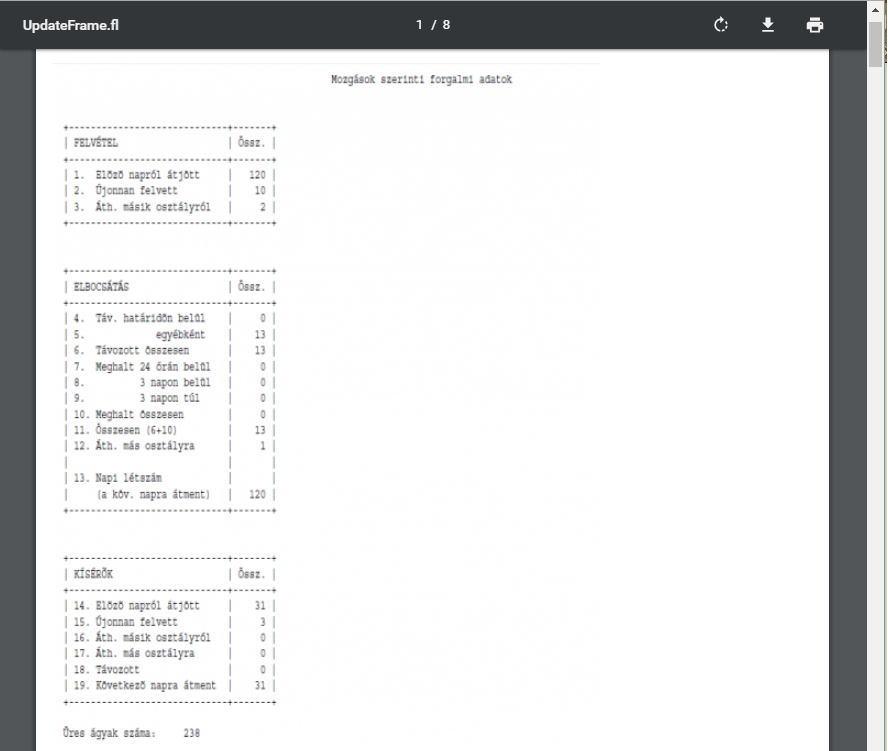 UpdateFrame.fl 1 / 8
Mozgások szerinti forgalmi adatok
+-----------------------------+-------+
| FELVÉTEL | Össz. |
+-----------------------------+-------+
| 1. Elõzõ napról átjött | 120 |
| 2. Újonnan felvett | 10 |
| 3. Áth. másik osztályról | 2 |
+-----------------------------+-------+
+-----------------------------+-------+
| ELBOCSÁTÁS | Össz. |
+-----------------------------+-------+
| 4. Táv. határidõn belül | 0 |
| 5. egyébként | 13 |
| 6. Távozott összesen | 13 |
| 7. Meghalt 24 órán belül | 0 |
| 8. 3 napon belül | 0 |
| 9. 3 napon túl | 0 |
| 10. Meghalt összesen | 0 |
| 11. Összesen (6+10) | 13 |
| 12. Áth. más osztályra | 1 |
| | |
| 13. Napi létszám | |
| (a köv. napra átment) | 120 |
+-----------------------------+-------+
+-----------------------------+-------+
| KÍSÉRÕK | Össz. |
+-----------------------------+-------+
| 14. Elõzõ napról átjött | 31 |
| 15. Újonnan felvett | 3 |
| 16. Áth. másik osztályról | 0 |
| 17. Áth. más osztályra | 0 |
| 18. Távozott | 0 |
| 19. Következõ napra átment | 31 |
+-----------------------------+-------+
Üres ágyak száma: 238